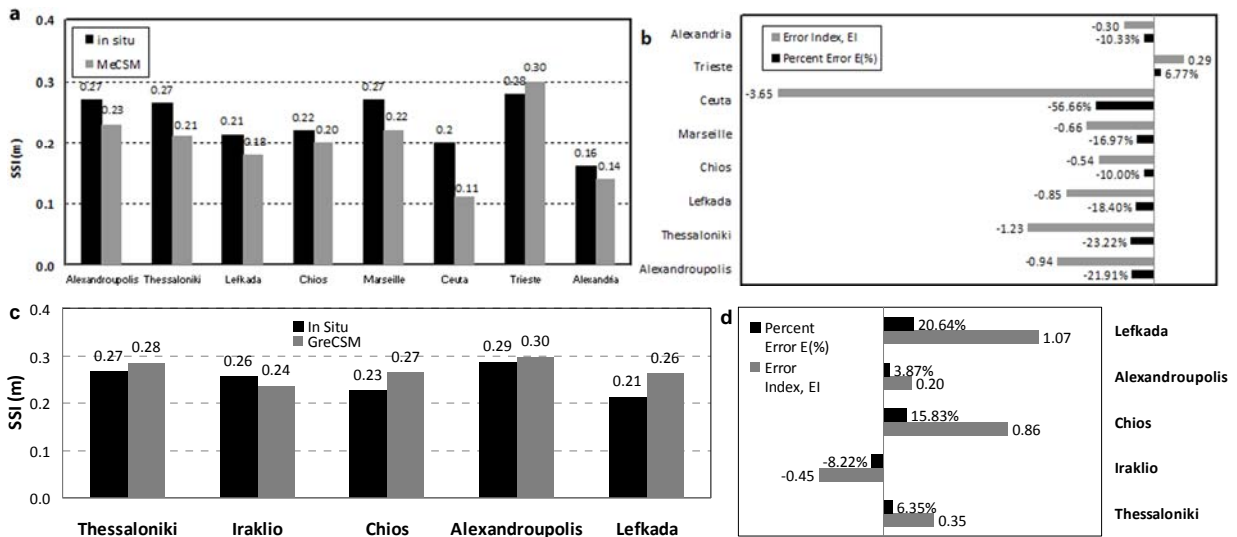 a
SSI (m)
0.4
0.3
0.2
0.1
0.0
in situ
MeCSM
0.27
0.23
0.27
0.21
0.21
0.18
0.22
0.20
0.27
0.22
0.2
0.11
0.28
0.30
0.16
0.14
Alexandroupolis Thessaloniki Lefkada Chios Marseille Ceuta Trieste Alexandria
b
Error Index, EI
Percent Error E(%)
Alexandria
-0.30
-10.33%
Trieste
0.29
6.77%
Ceuta
-3.65
-56.66%
Marseille
-0.66
-16.97%
Chios
-0.54
-10.00%
Lefkada
-0.85
-18.40%
Thessaloniki
-1.23
-23.22%
Alexandroupolis
-0.94
-21.91%
c
SSI (m)
0.4
0.3
0.2
0.1
0.0
In Situ
GreCSM
0.27
0.28
0.26
0.24
0.23
0.27
0.29
0.30
0.21
0.26
Thessaloniki Iraklio Chios Alexandroupolis Lefkada
d
Percent
Error E(%)
Error
Index, EI
20.64%
1.07
Lefkada
3.87%
0.20
Alexandroupolis
15.83%
0.86
Chios
-8.22%
-0.45
Iraklio
6.35%
0.35
Thessaloniki